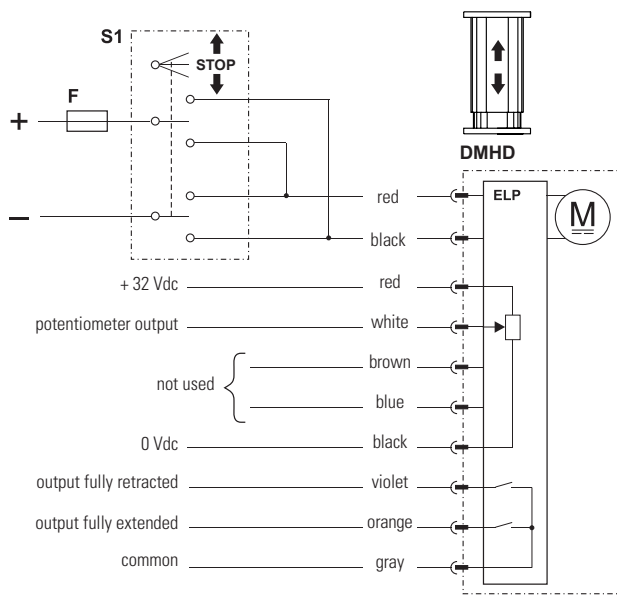 S1
STOP
F
+
–
DMHD
red
ELP
M
black
+ 32 Vdc
red
potentiometer output
white
brown
not used
blue
0 Vdc
black
output fully retracted
violet
output fully extended
orange
common
gray